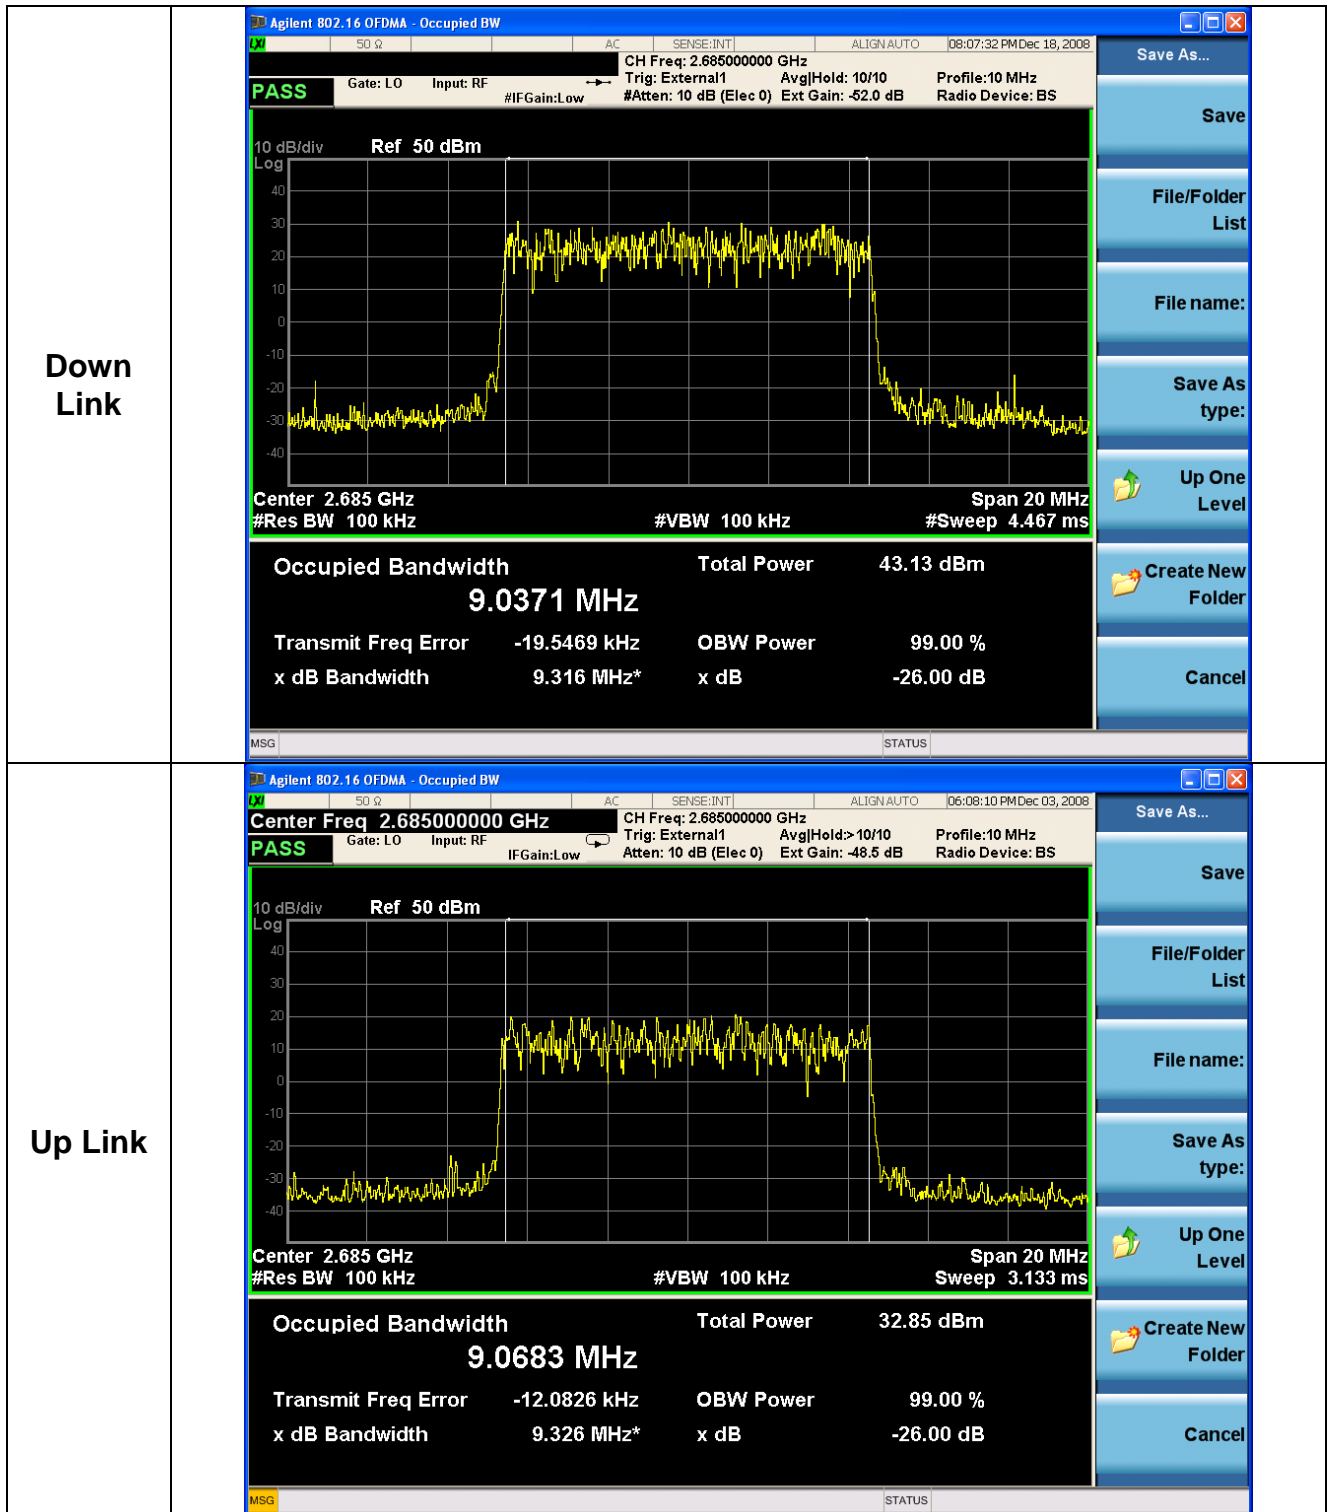 Down
Link
Agilent 802.16 OFDMA - Occupied BW
LXI 50 Ω AC SENSE:INT ALIGN AUTO 08:07:32 PM Dec 18, 2008
CH Freq: 2.685000000 GHz
PASS Gate: LO Input: RF Trig: External1 Avg|Hold: 10/10 Profile:10 MHz
#IFGain:Low #Atten: 10 dB (Elec 0) Ext Gain: -52.0 dB Radio Device: BS
10 dB/div Ref 50 dBm
Log
40
30
20
10
0
-10
-20
-30
-40
Center 2.685 GHz Span 20 MHz
#Res BW 100 kHz #VBW 100 kHz #Sweep 4.467 ms
Occupied Bandwidth Total Power 43.13 dBm
9.0371 MHz
Transmit Freq Error -19.5469 kHz OBW Power 99.00 %
x dB Bandwidth 9.316 MHz* x dB -26.00 dB
MSG STATUS
Save As...
Save
File/Folder
List
File name:
Save As
type:
Up One
Level
Create New
Folder
Cancel
Up Link
Agilent 802.16 OFDMA - Occupied BW
LXI 50 Ω AC SENSE:INT ALIGN AUTO 06:08:10 PM Dec 03, 2008
Center Freq 2.685000000 GHz CH Freq: 2.685000000 GHz
PASS Gate: LO Input: RF Trig: External1 Avg|Hold:>10/10 Profile:10 MHz
IFGain:Low Atten: 10 dB (Elec 0) Ext Gain: -48.5 dB Radio Device: BS
10 dB/div Ref 50 dBm
Log
40
30
20
10
0
-10
-20
-30
-40
Center 2.685 GHz Span 20 MHz
#Res BW 100 kHz #VBW 100 kHz Sweep 3.133 ms
Occupied Bandwidth Total Power 32.85 dBm
9.0683 MHz
Transmit Freq Error -12.0826 kHz OBW Power 99.00 %
x dB Bandwidth 9.326 MHz* x dB -26.00 dB
MSG STATUS
Save As...
Save
File/Folder
List
File name:
Save As
type:
Up One
Level
Create New
Folder
Cancel